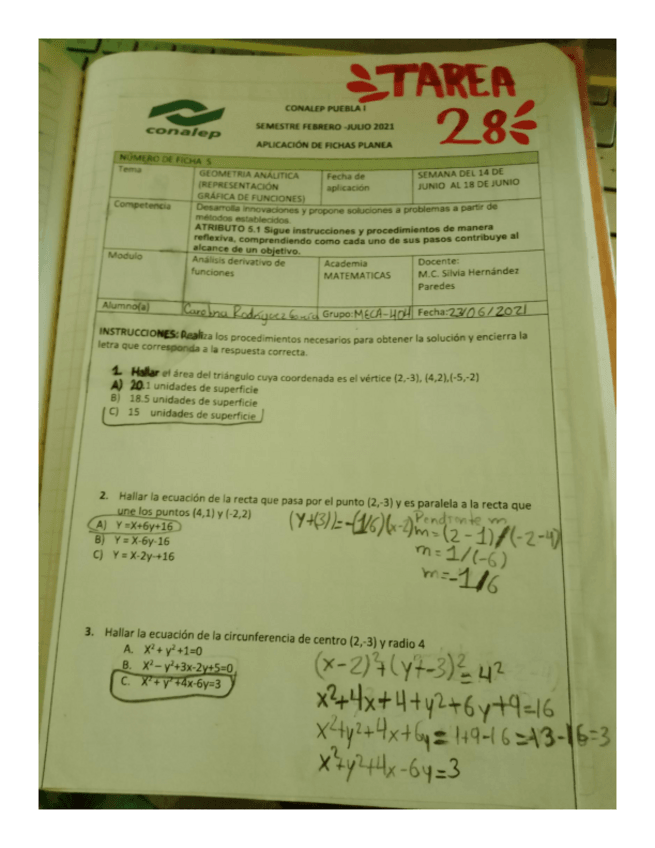 TAREA
28
conalep
CONALEP PUEBLA I
SEMESTRE FEBRERO -JULIO 2021
APLICACIÓN DE FICHAS PLANEA
NÚMERO DE FICHA 5
Tema
GEOMETRIA ANÁLITICA (REPRESENTACIÓN GRÁFICA DE FUNCIONES)
Fecha de aplicación
SEMANA DEL 14 DE JUNIO AL 18 DE JUNIO
Competencia
Desarrolla innovaciones y propone soluciones a problemas a partir de métodos establecidos.
ATRIBUTO 5.1 Sigue instrucciones y procedimientos de manera reflexiva, comprendiendo como cada uno de sus pasos contribuye al alcance de un objetivo.
Modulo
Análisis derivativo de funciones
Academia MATEMATICAS
Docente: M.C. Silvia Hernández Paredes
Alumno(a) Carolina Rodríguez García Grupo: MECA-404 Fecha: 23/06/2021
INSTRUCCIONES: Realiza los procedimientos necesarios para obtener la solución y encierra la
letra que corresponda a la respuesta correcta.
1. Hallar el área del triángulo cuya coordenada es el vértice (2,-3), (4,2),(-5,-2)
A) 20.1 unidades de superficie
B) 18.5 unidades de superficie
C) 15 unidades de superficie
2. Hallar la ecuación de la recta que pasa por el punto (2,-3) y es paralela a la recta que
une los puntos (4,1) y (-2,2)
A) Y =X+6y+16
B) Y = X-6y-16
C) Y = X-2y-+16
(Y+(3))=-(1/6)(x-2)
Pendiente m
m=(2-1)/(-2-4)
m=1/(-6)
m=-1/6
3. Hallar la ecuación de la circunferencia de centro (2,-3) y radio 4
A. X²+ y²+1=0
B. X²– y²+3x-2y+5=0
C. X²+ y²+4x-6y=3
(x-2)²+(y+-3)²=4²
x²+4x+4+y²+6y+9=16
x²+y²+4x+6y=1+9-16=13-16=3
x²+y²+4x-6y=3